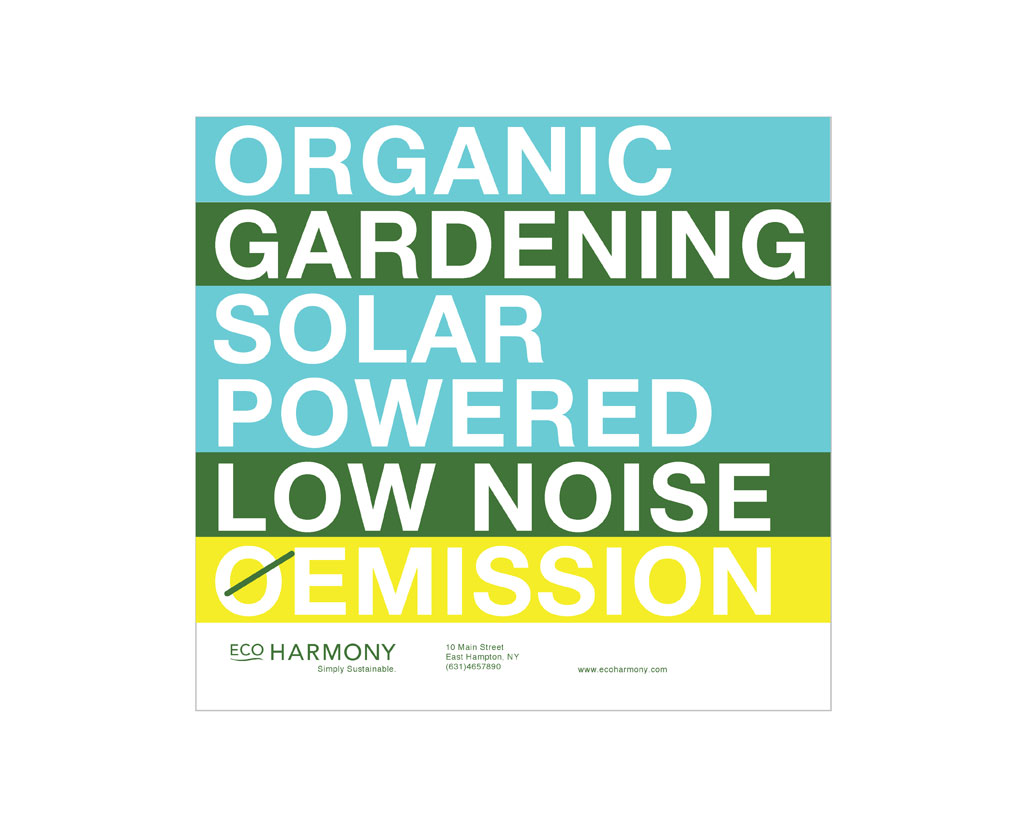 ORGANIC
GARDENING
SOLAR
POWERED
LOW NOISE
OEMISSION
ECO HARMONY
Simply Sustainable.
10 Main Street
East Hampton, NY
(631)4657890
www.ecoharmony.com